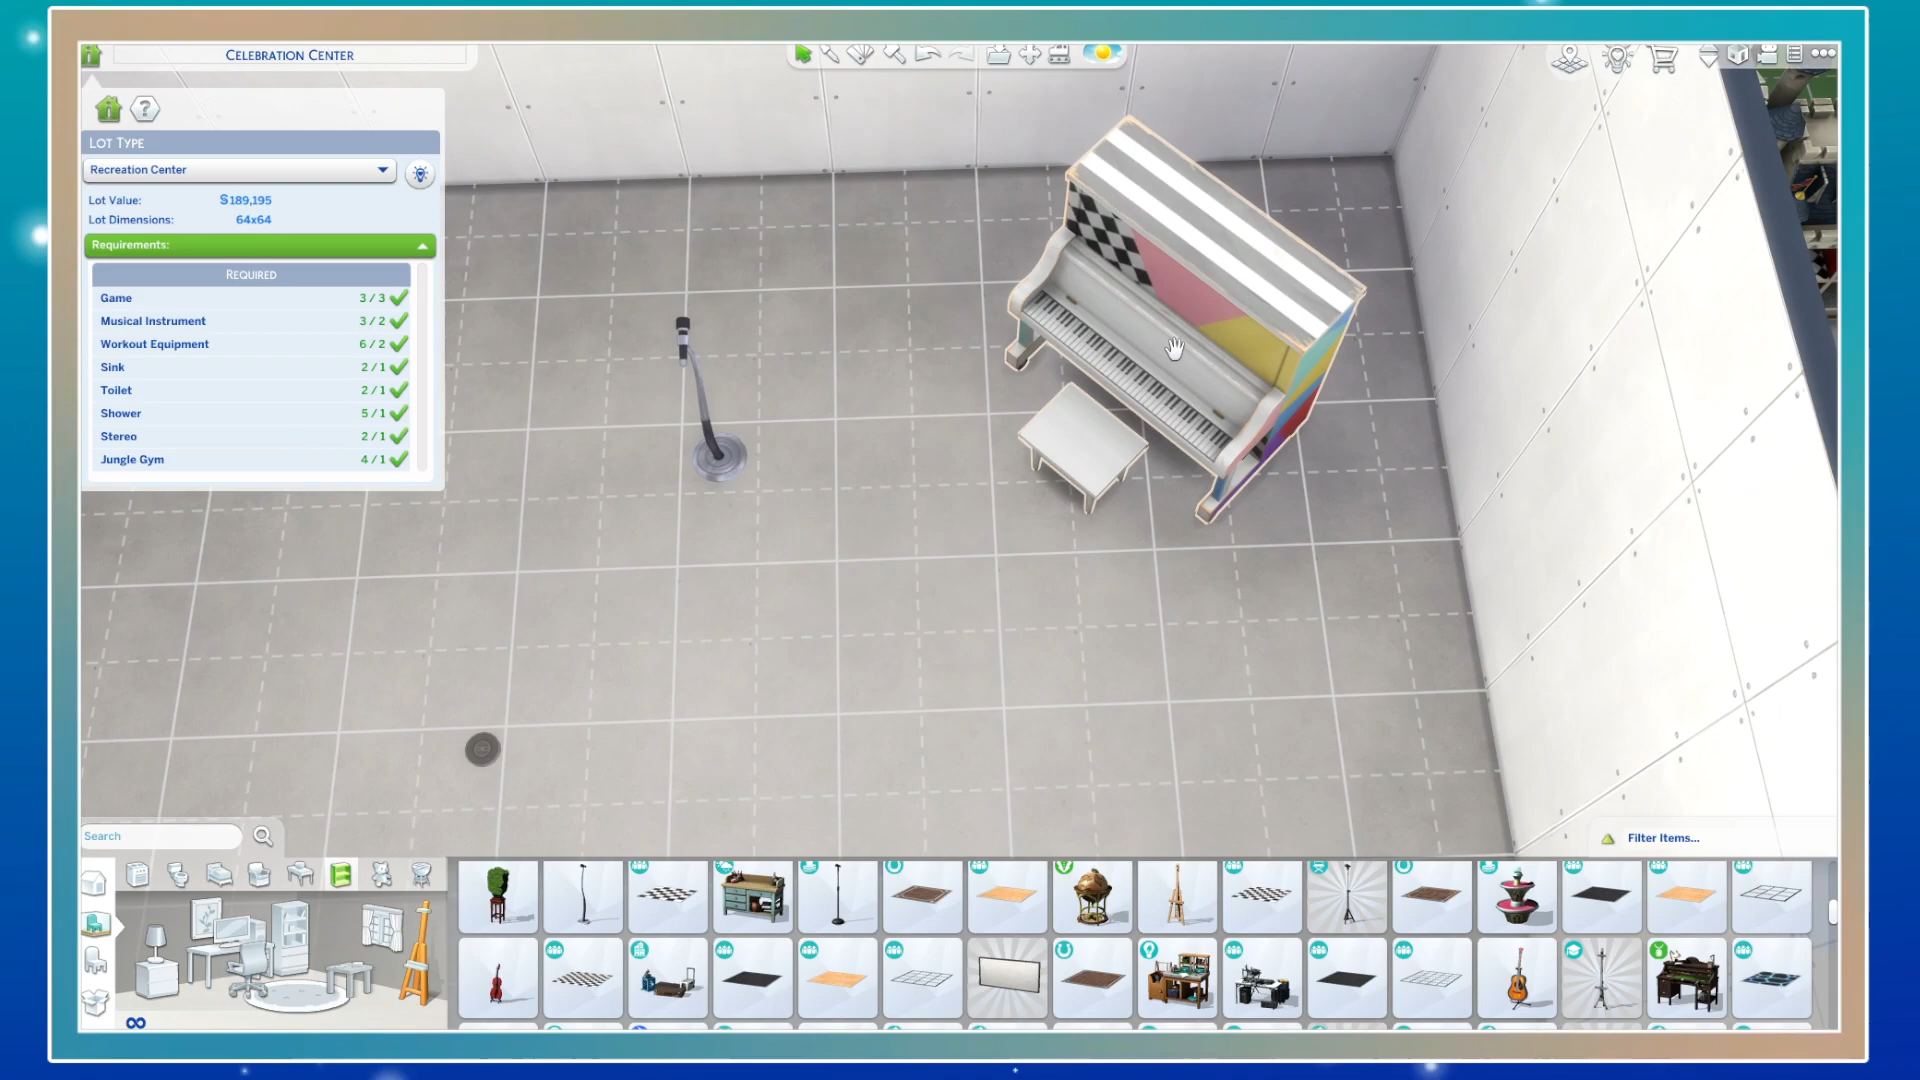 CELEBRATION CENTER
LOT TYPE
Recreation Center
Lot Value: §189,195
Lot Dimensions: 64x64
Requirements:
REQUIRED
Game 3 / 3
Musical Instrument 3 / 2
Workout Equipment 6 / 2
Sink 2 / 1
Toilet 2 / 1
Shower 5 / 1
Stereo 2 / 1
Jungle Gym 4 / 1
Search
Filter Items...